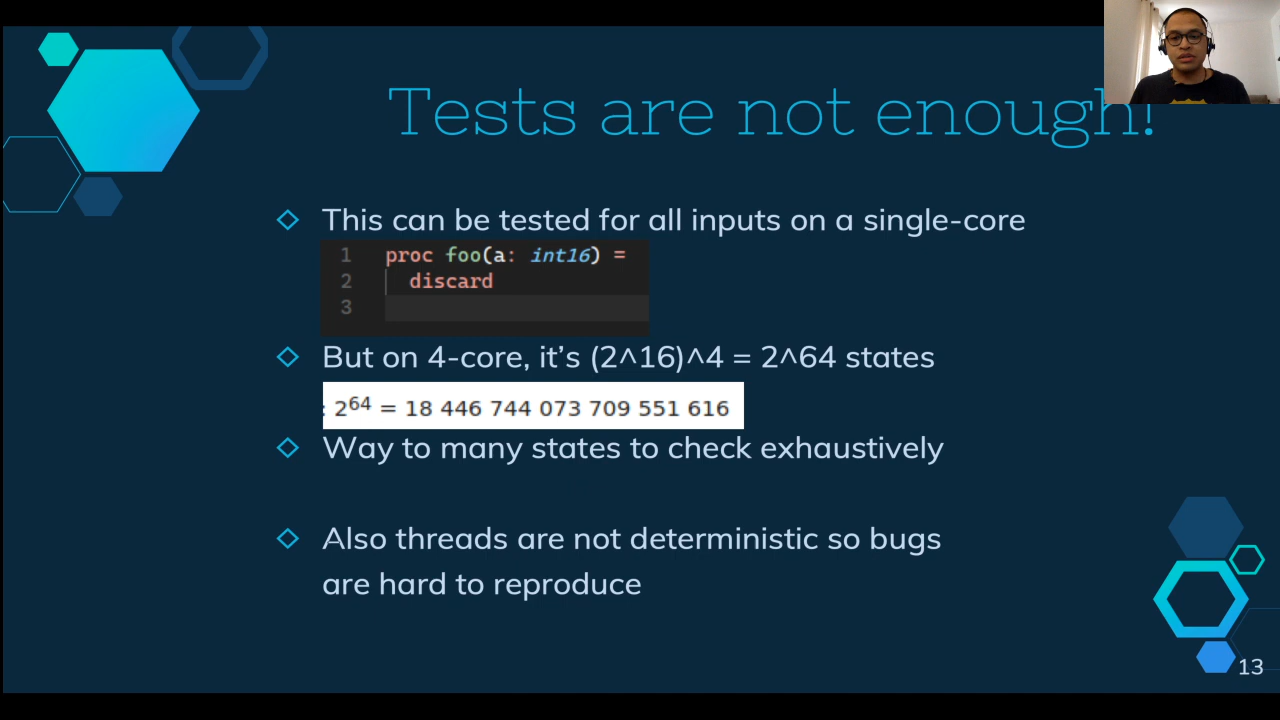 Tests are not enough!
This can be tested for all inputs on a single-core
1 proc foo(a: int16) =
2 discard
3
But on 4-core, it's (2^16)^4 = 2^64 states
: 2⁶⁴ = 18 446 744 073 709 551 616
Way to many states to check exhaustively
Also threads are not deterministic so bugs
are hard to reproduce
13